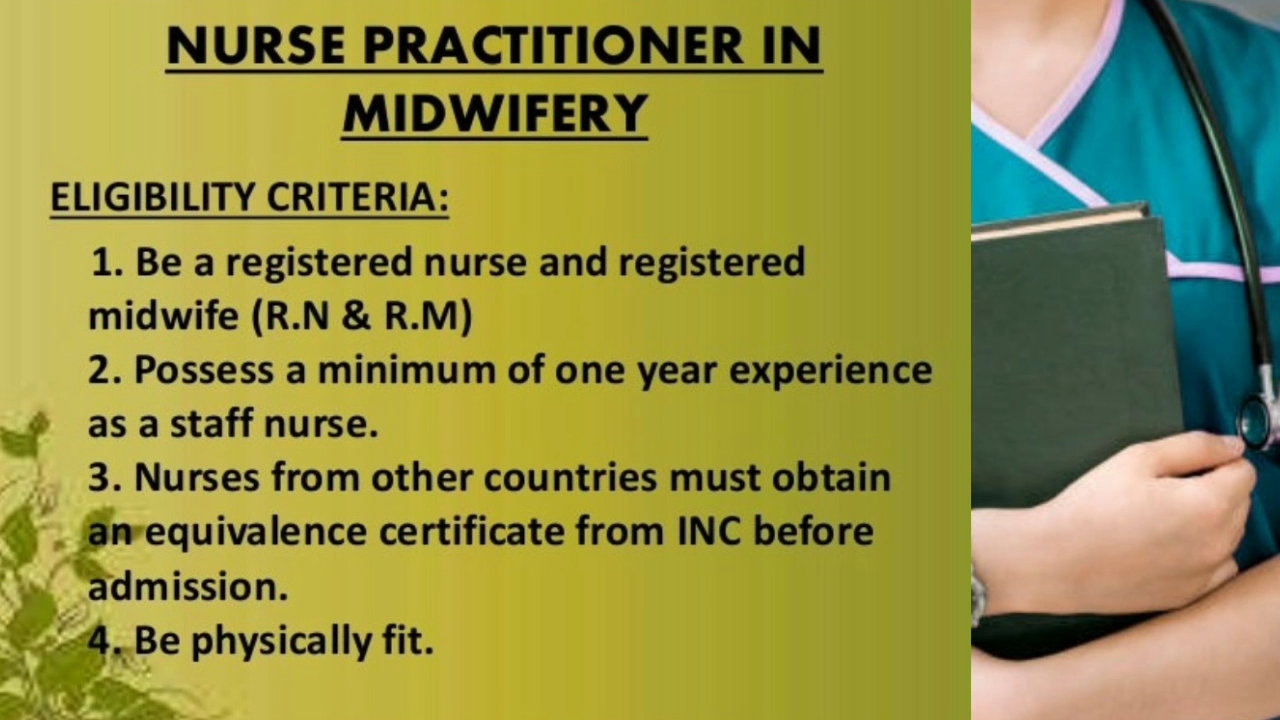 NURSE PRACTITIONER IN
MIDWIFERY
ELIGIBILITY CRITERIA:
1. Be a registered nurse and registered
midwife (R.N & R.M)
2. Possess a minimum of one year experience
as a staff nurse.
3. Nurses from other countries must obtain
an equivalence certificate from INC before
admission.
4. Be physically fit.